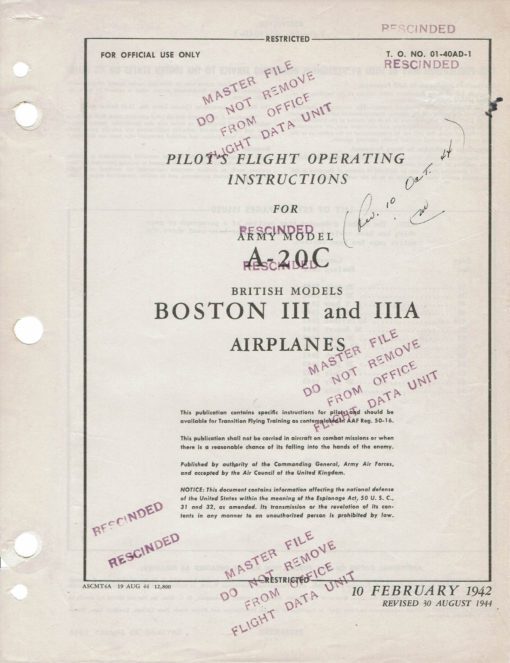 RESCINDED
RESTRICTED
FOR OFFICIAL USE ONLY
T. O. NO. 01-40AD-1
RESCINDED
MASTER FILE
DO NOT REMOVE
FROM OFFICE
FLIGHT DATA UNIT
PILOT'S FLIGHT OPERATING
INSTRUCTIONS
(Rev. 10 Oct. 44
FOR
RESCINDED
ARMY MODEL
A-20C
RESCINDED
BRITISH MODELS
BOSTON III and IIIA
AIRPLANES
MASTER FILE
DO NOT REMOVE
FROM OFFICE
FLIGHT DATA UNIT
This publication contains specific instructions for pilots and should be
available for Transition Flying Training as contemplated in AAF Reg. 50-16.
This publication shall not be carried in aircraft on combat missions or when
there is a reasonable chance of its falling into the hands of the enemy.
Published by authority of the Commanding General, Army Air Forces,
and accepted by the Air Council of the United Kingdom.
NOTICE: This document contains information affecting the national defense
of the United States within the meaning of the Espionage Act, 50 U. S. C.,
31 and 32, as amended. Its transmission or the revelation of its con-
tents in any manner to an unauthorized person is prohibited by law.
RESCINDED
RESCINDED
MASTER FILE
DO NOT REMOVE
FROM OFFICE
FLIGHT DATA UNIT
RESTRICTED
ASCMT4A 19 AUG 44 12,800
10 FEBRUARY 1942
REVISED 30 AUGUST 1944